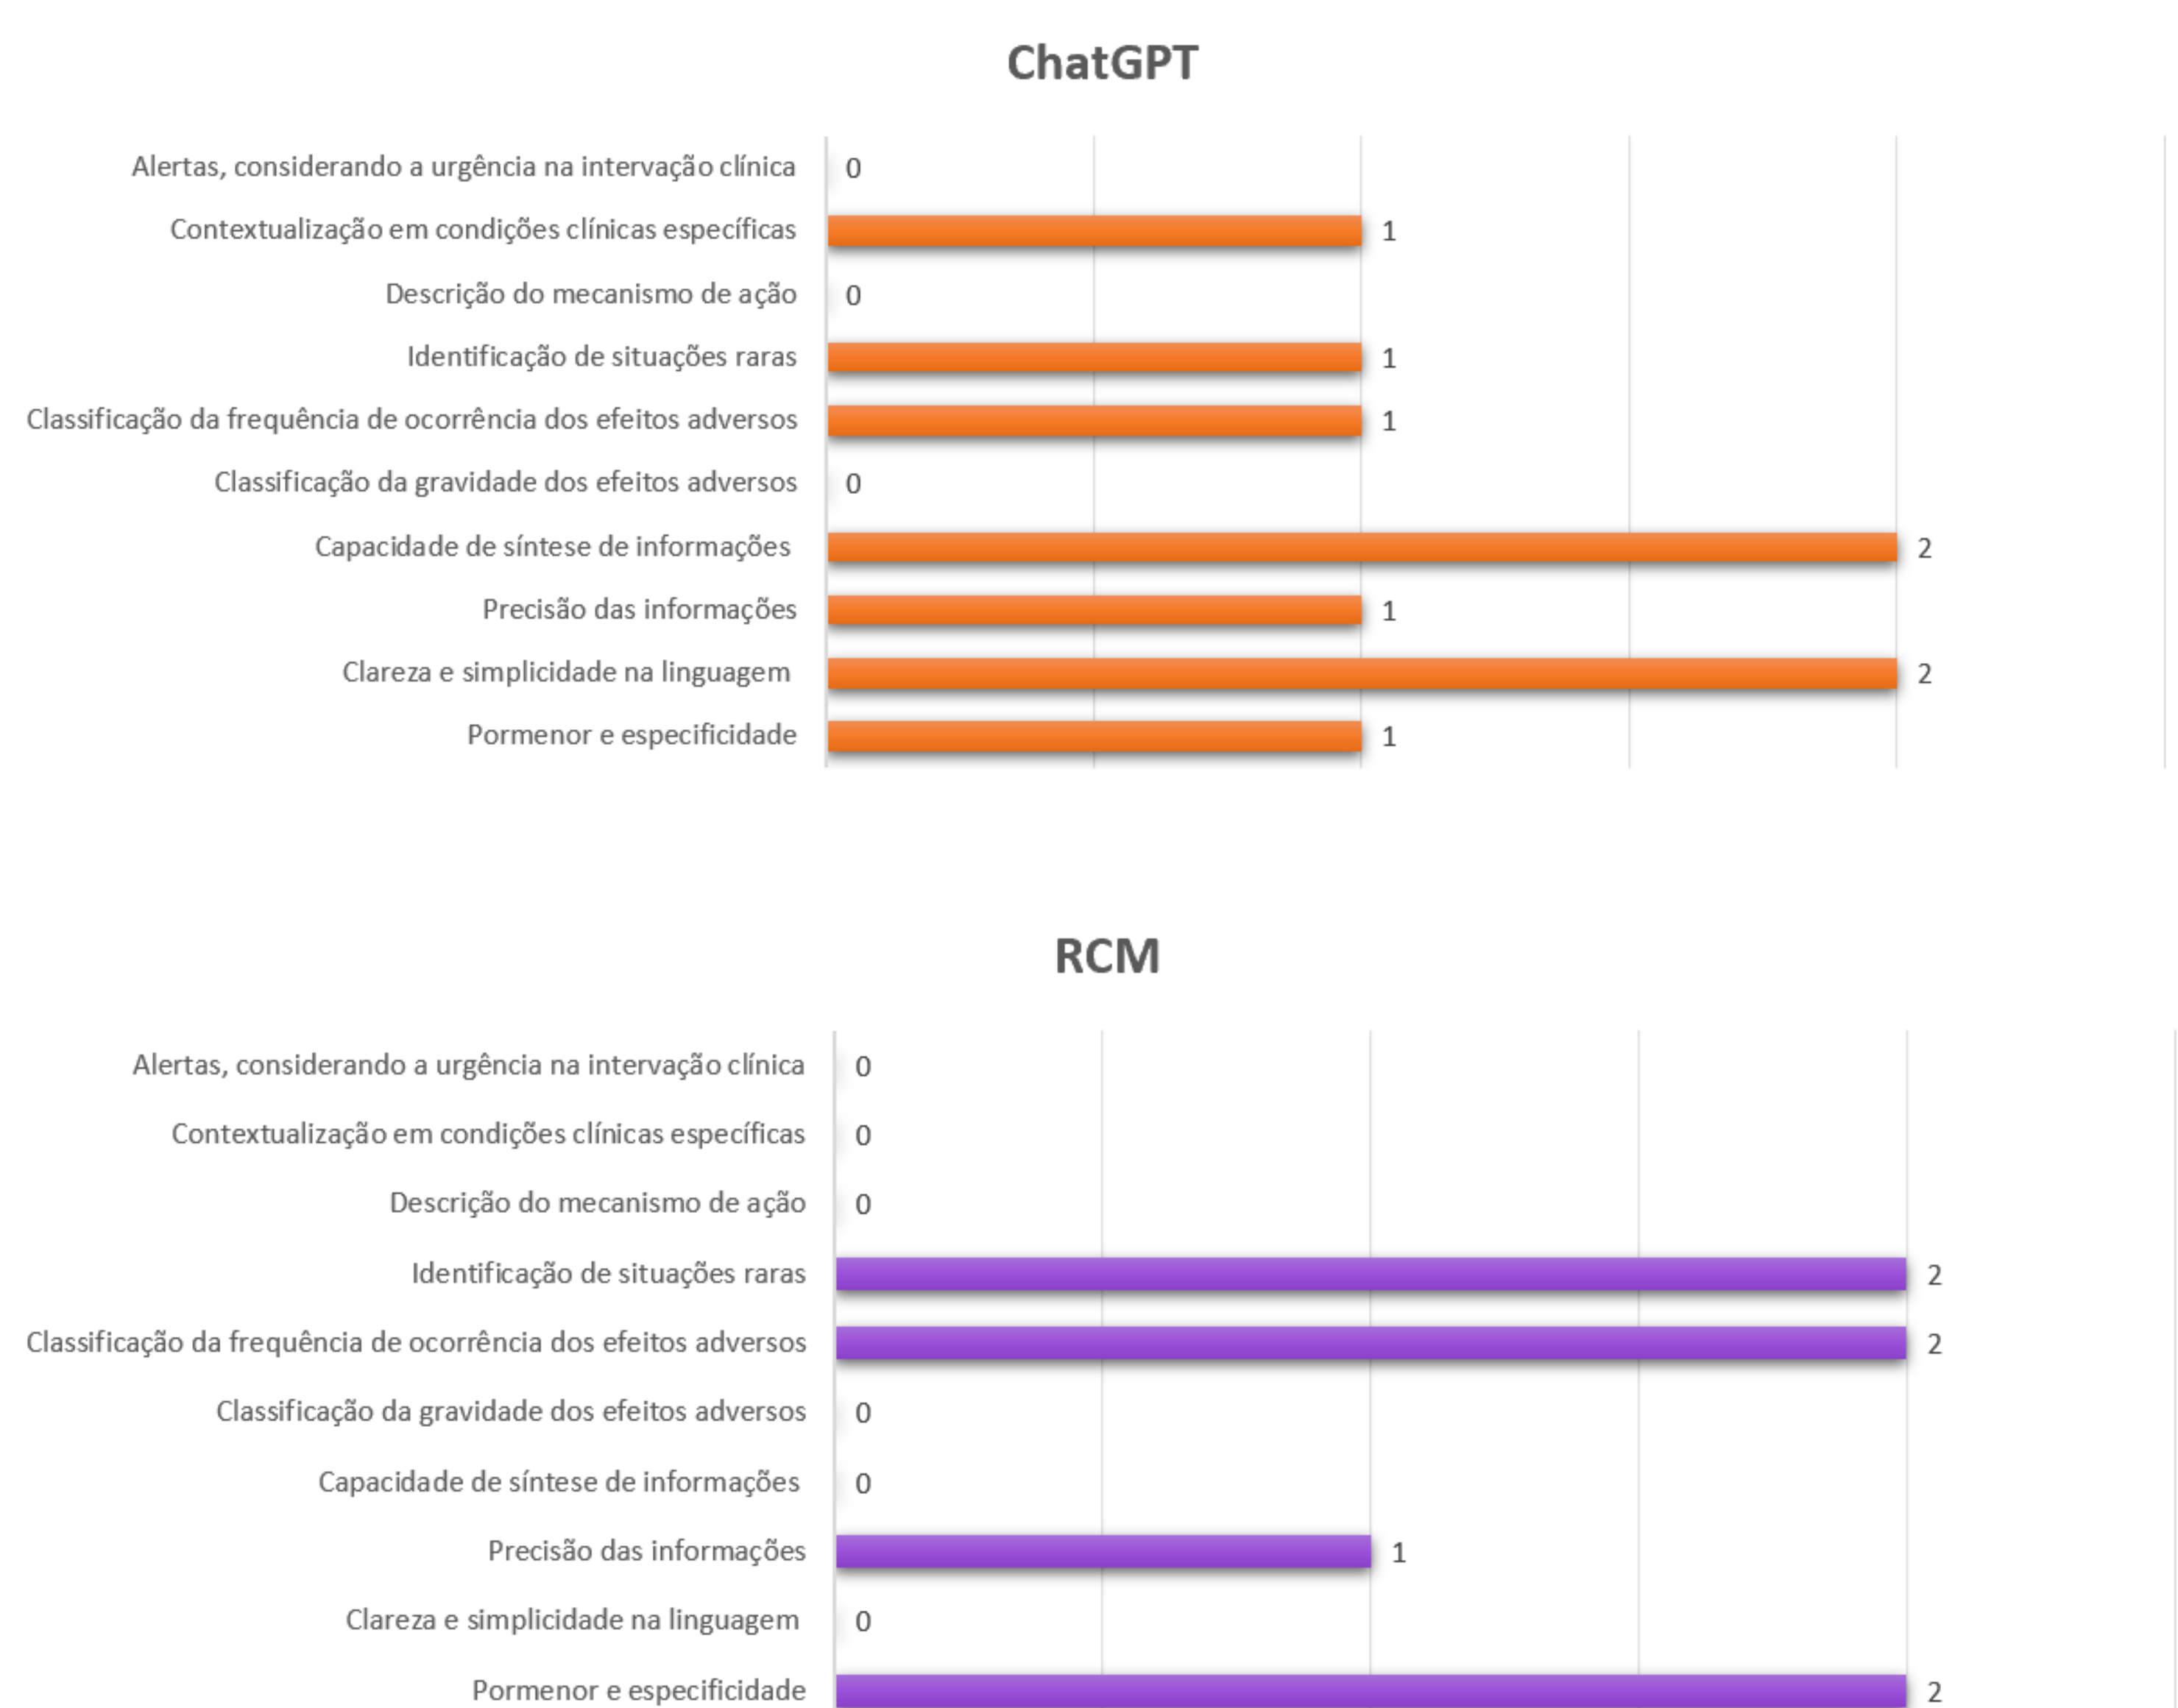 ChatGPT
Alertas, considerando a urgência na intervação clínica 0
Contextualização em condições clínicas específicas 1
Descrição do mecanismo de ação 0
Identificação de situações raras 1
Classificação da frequência de ocorrência dos efeitos adversos 1
Classificação da gravidade dos efeitos adversos 0
Capacidade de síntese de informações 2
Precisão das informações 1
Clareza e simplicidade na linguagem 2
Pormenor e especificidade 1
RCM
Alertas, considerando a urgência na intervação clínica 0
Contextualização em condições clínicas específicas 0
Descrição do mecanismo de ação 0
Identificação de situações raras 2
Classificação da frequência de ocorrência dos efeitos adversos 2
Classificação da gravidade dos efeitos adversos 0
Capacidade de síntese de informações 0
Precisão das informações 1
Clareza e simplicidade na linguagem 0
Pormenor e especificidade 2